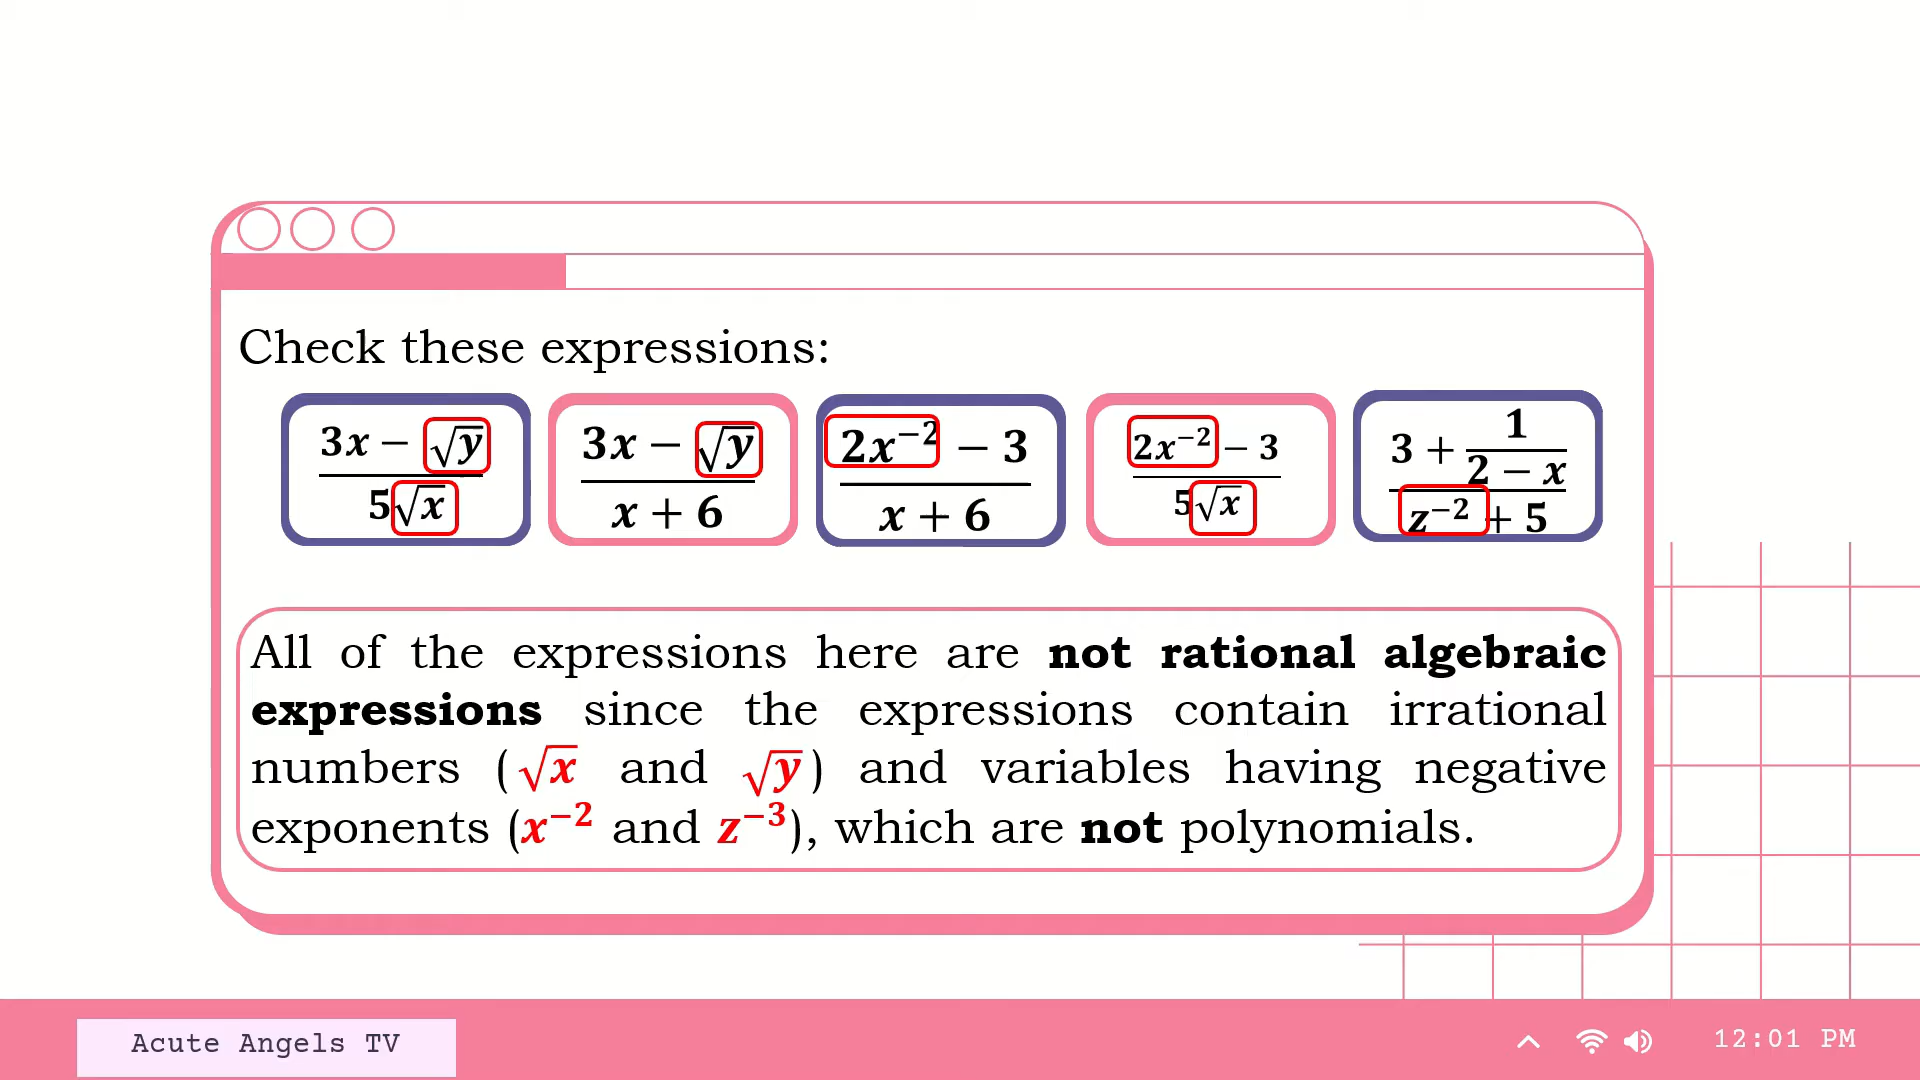 Check these expressions:
3x − √y / 5√x
3x − √y / x + 6
2x⁻² − 3 / x + 6
2x⁻² − 3 / 5√x
3 + 1 / 2 − x / z⁻² + 5
All of the expressions here are not rational algebraic
expressions since the expressions contain irrational
numbers (√x and √y) and variables having negative
exponents (x⁻² and z⁻³), which are not polynomials.
Acute Angels TV
12:01 PM